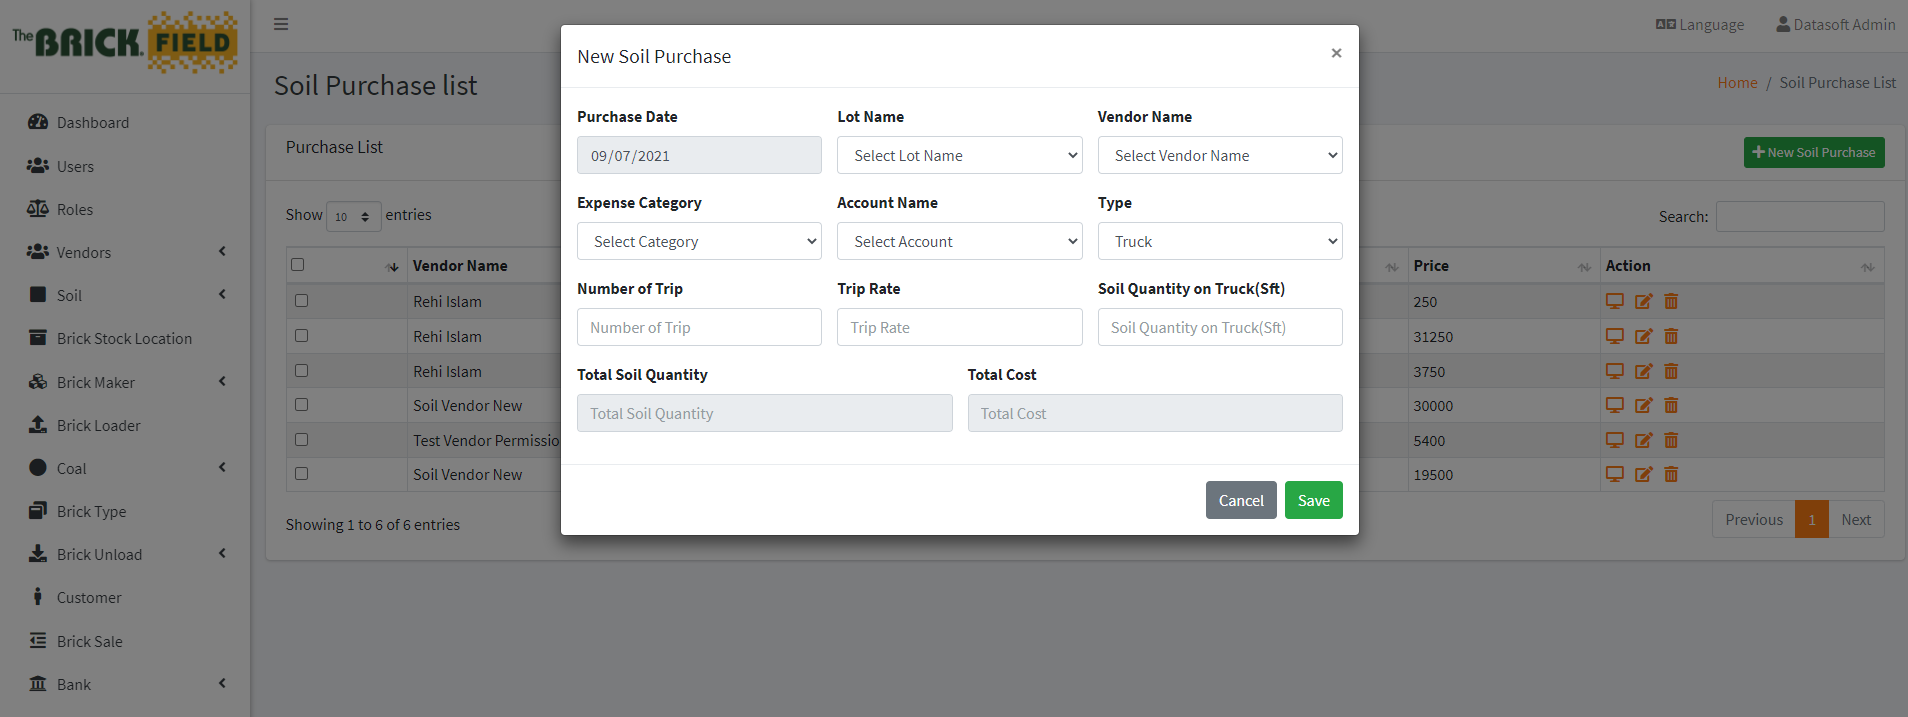 The BRICK. FIELD
Language
Datasoft Admin
Dashboard
Users
Roles
Vendors
Soil
Brick Stock Location
Brick Maker
Brick Loader
Coal
Brick Type
Brick Unload
Customer
Brick Sale
Bank
Soil Purchase list
Home / Soil Purchase List
Purchase List
New Soil Purchase
Show 10 entries
Search:
Vendor Name
Price
Action
Rehi Islam
250
Rehi Islam
31250
Rehi Islam
3750
Soil Vendor New
30000
Test Vendor Permissio
5400
Soil Vendor New
19500
Showing 1 to 6 of 6 entries
Previous 1 Next
New Soil Purchase
×
Purchase Date
Lot Name
Vendor Name
09/07/2021
Select Lot Name
Select Vendor Name
Expense Category
Account Name
Type
Select Category
Select Account
Truck
Number of Trip
Trip Rate
Soil Quantity on Truck(Sft)
Number of Trip
Trip Rate
Soil Quantity on Truck(Sft)
Total Soil Quantity
Total Cost
Total Soil Quantity
Total Cost
Cancel
Save